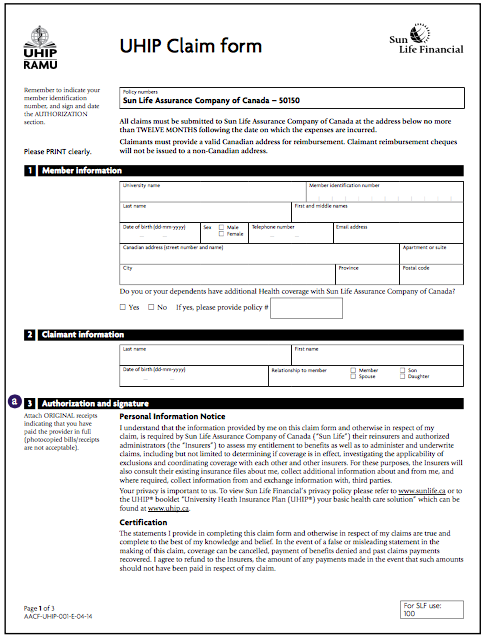 UHIP
RAMU
UHIP Claim form
Sun
Life Financial
Remember to indicate your
member identification
number, and sign and date
the AUTHORIZATION
section.
Please PRINT clearly.
Policy numbers
Sun Life Assurance Company of Canada – 50150
All claims must be submitted to Sun Life Assurance Company of Canada at the address below no more
than TWELVE MONTHS following the date on which the expenses are incurred.
Claimants must provide a valid Canadian address for reimbursement. Claimant reimbursement cheques
will not be issued to a non-Canadian address.
1 Member information
University name
Member identification number
Last name
First and middle names
Date of birth (dd-mm-yyyy)
Sex
Male
Female
Telephone number
Email address
Canadian address (street number and name)
Apartment or suite
City
Province
Postal code
Do you or your dependents have additional Health coverage with Sun Life Assurance Company of Canada?
Yes No If yes, please provide policy #
2 Claimant information
Last name
First name
Date of birth (dd-mm-yyyy)
Relationship to member
Member
Spouse
Son
Daughter
a
3 Authorization and signature
Attach ORIGINAL receipts
indicating that you have
paid the provider in full
(photocopied bills/receipts
are not acceptable).
Personal Information Notice
I understand that the information provided by me on this claim form and otherwise in respect of my
claim, is required by Sun Life Assurance Company of Canada ("Sun Life") their reinsurers and authorized
administrators (the "Insurers") to assess my entitlement to benefits as well as to administer and underwrite
claims, including but not limited to determining if coverage is in effect, investigating the applicability of
exclusions and coordinating coverage with each other and other insurers. For these purposes, the Insurers will
also consult their existing insurance files about me, collect additional information about and from me, and
where required, collect information from and exchange information with, third parties.
Your privacy is important to us. To view Sun Life Financial's privacy policy please refer to www.sunlife.ca or to
the UHIP® booklet "University Heath Insurance Plan (UHIP®) your basic health care solution" which can be
found at www.uhip.ca.
Certification
The statements I provide in completing this claim form and otherwise in respect of my claims are true and
complete to the best of my knowledge and belief. In the event of a false or misleading statement in the
making of this claim, coverage can be cancelled, payment of benefits denied and past claims payments
recovered. I agree to refund to the Insurers, the amount of any payments made in the event that such amounts
should not have been paid in respect of my claim.
Page 1 of 3
AACF-UHIP-001-E-04-14
For SLF use:
100